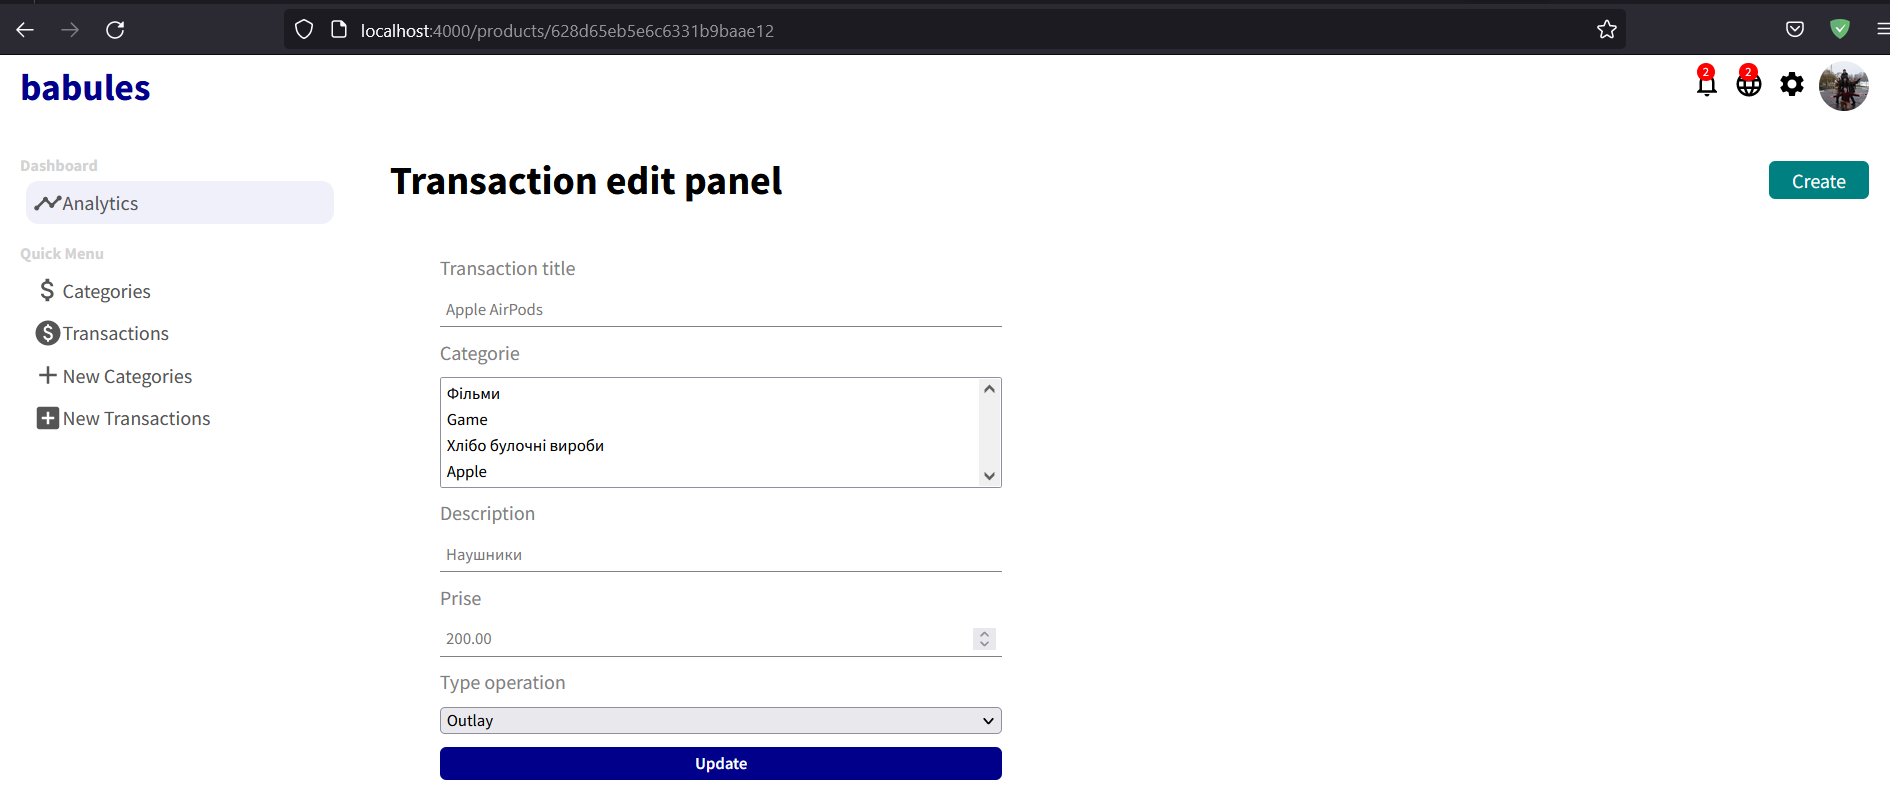 localhost:4000/products/628d65eb5e6c6331b9baae12
babules
2
2
Dashboard
Analytics
Quick Menu
Categories
Transactions
New Categories
New Transactions
Transaction edit panel
Create
Transaction title
Apple AirPods
Categorie
Фільми
Game
Хлібо булочні вироби
Apple
Description
Наушники
Prise
200.00
Type operation
Outlay
Update